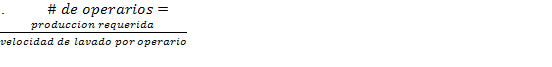 . # de operarios =
produccion requerida
velocidad de lavado por operario